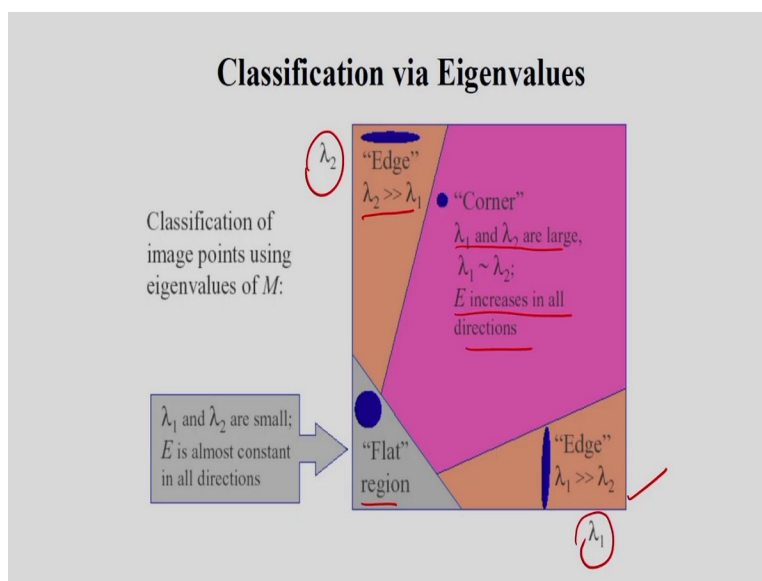 Classification via Eigenvalues
λ₂
“Edge”
λ₂ >> λ₁
“Corner”
λ₁ and λ₂ are large,
λ₁ ~ λ₂;
E increases in all
directions
Classification of
image points using
eigenvalues of M:
λ₁ and λ₂ are small;
E is almost constant
in all directions
“Flat”
region
“Edge”
λ₁ >> λ₂
λ₁